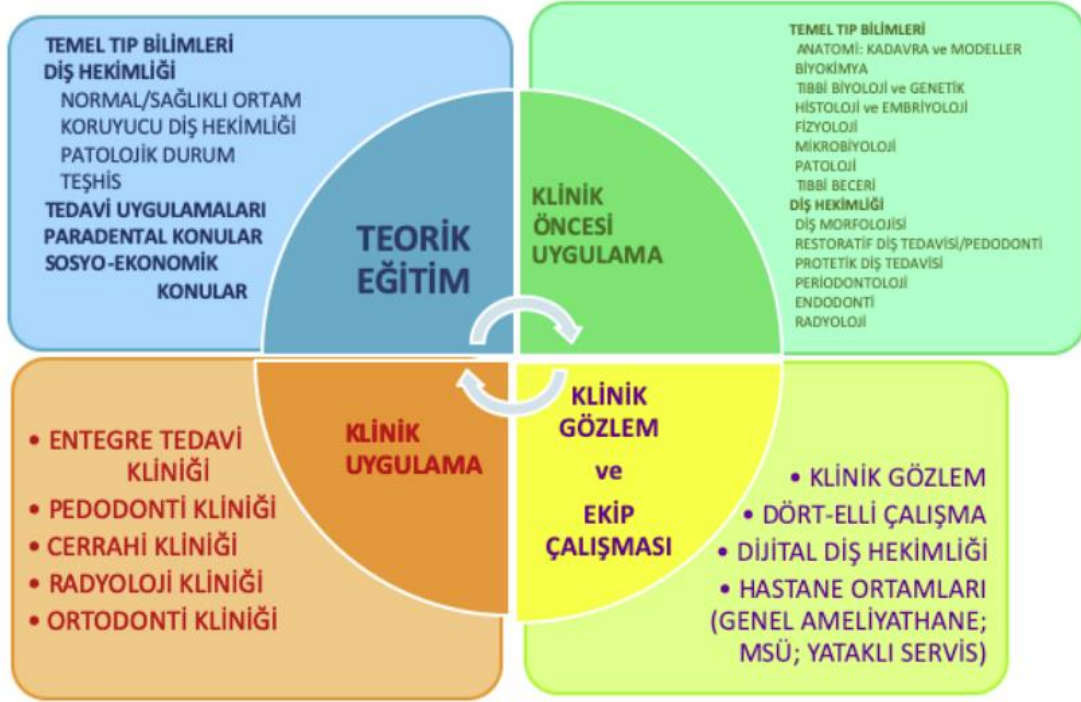 TEMEL TIP BİLİMLERİ
DİŞ HEKİMLİĞİ
NORMAL/SAĞLIKLI ORTAM
KORUYUCU DİŞ HEKİMLİĞİ
PATOLOJİK DURUM
TEŞHİS
TEDAVİ UYGULAMALARI
PARADENTAL KONULAR
SOSYO-EKONOMİK
KONULAR
TEORİK
EĞİTİM
KLİNİK
ÖNCESİ
UYGULAMA
TEMEL TIP BİLİMLERİ
ANATOMİ: KADAVRA ve MODELLER
BİYOKİMYA
TIBBİ BİYOLOJİ ve GENETİK
HİSTOLOJİ ve EMBRİYOLOJİ
FİZYOLOJİ
MİKROBİYOLOJİ
PATOLOJİ
TIBBİ BECERİ
DİŞ HEKİMLİĞİ
DİŞ MORFOLOJİSİ
RESTORATİF DİŞ TEDAVİSİ/PEDODONTİ
PROTETİK DİŞ TEDAVİSİ
PERİODONTOLOJİ
ENDODONTİ
RADYOLOJİ
• ENTEGRE TEDAVİ
KLİNİĞİ
• PEDODONTİ KLİNİĞİ
• CERRAHİ KLİNİĞİ
• RADYOLOJİ KLİNİĞİ
• ORTODONTİ KLİNİĞİ
KLİNİK
UYGULAMA
KLİNİK
GÖZLEM
ve
EKİP
ÇALIŞMASI
• KLİNİK GÖZLEM
• DÖRT-ELLİ ÇALIŞMA
• DİJİTAL DİŞ HEKİMLİĞİ
• HASTANE ORTAMLARI
(GENEL AMELİYATHANE;
MSÜ; YATAKLI SERVİS)